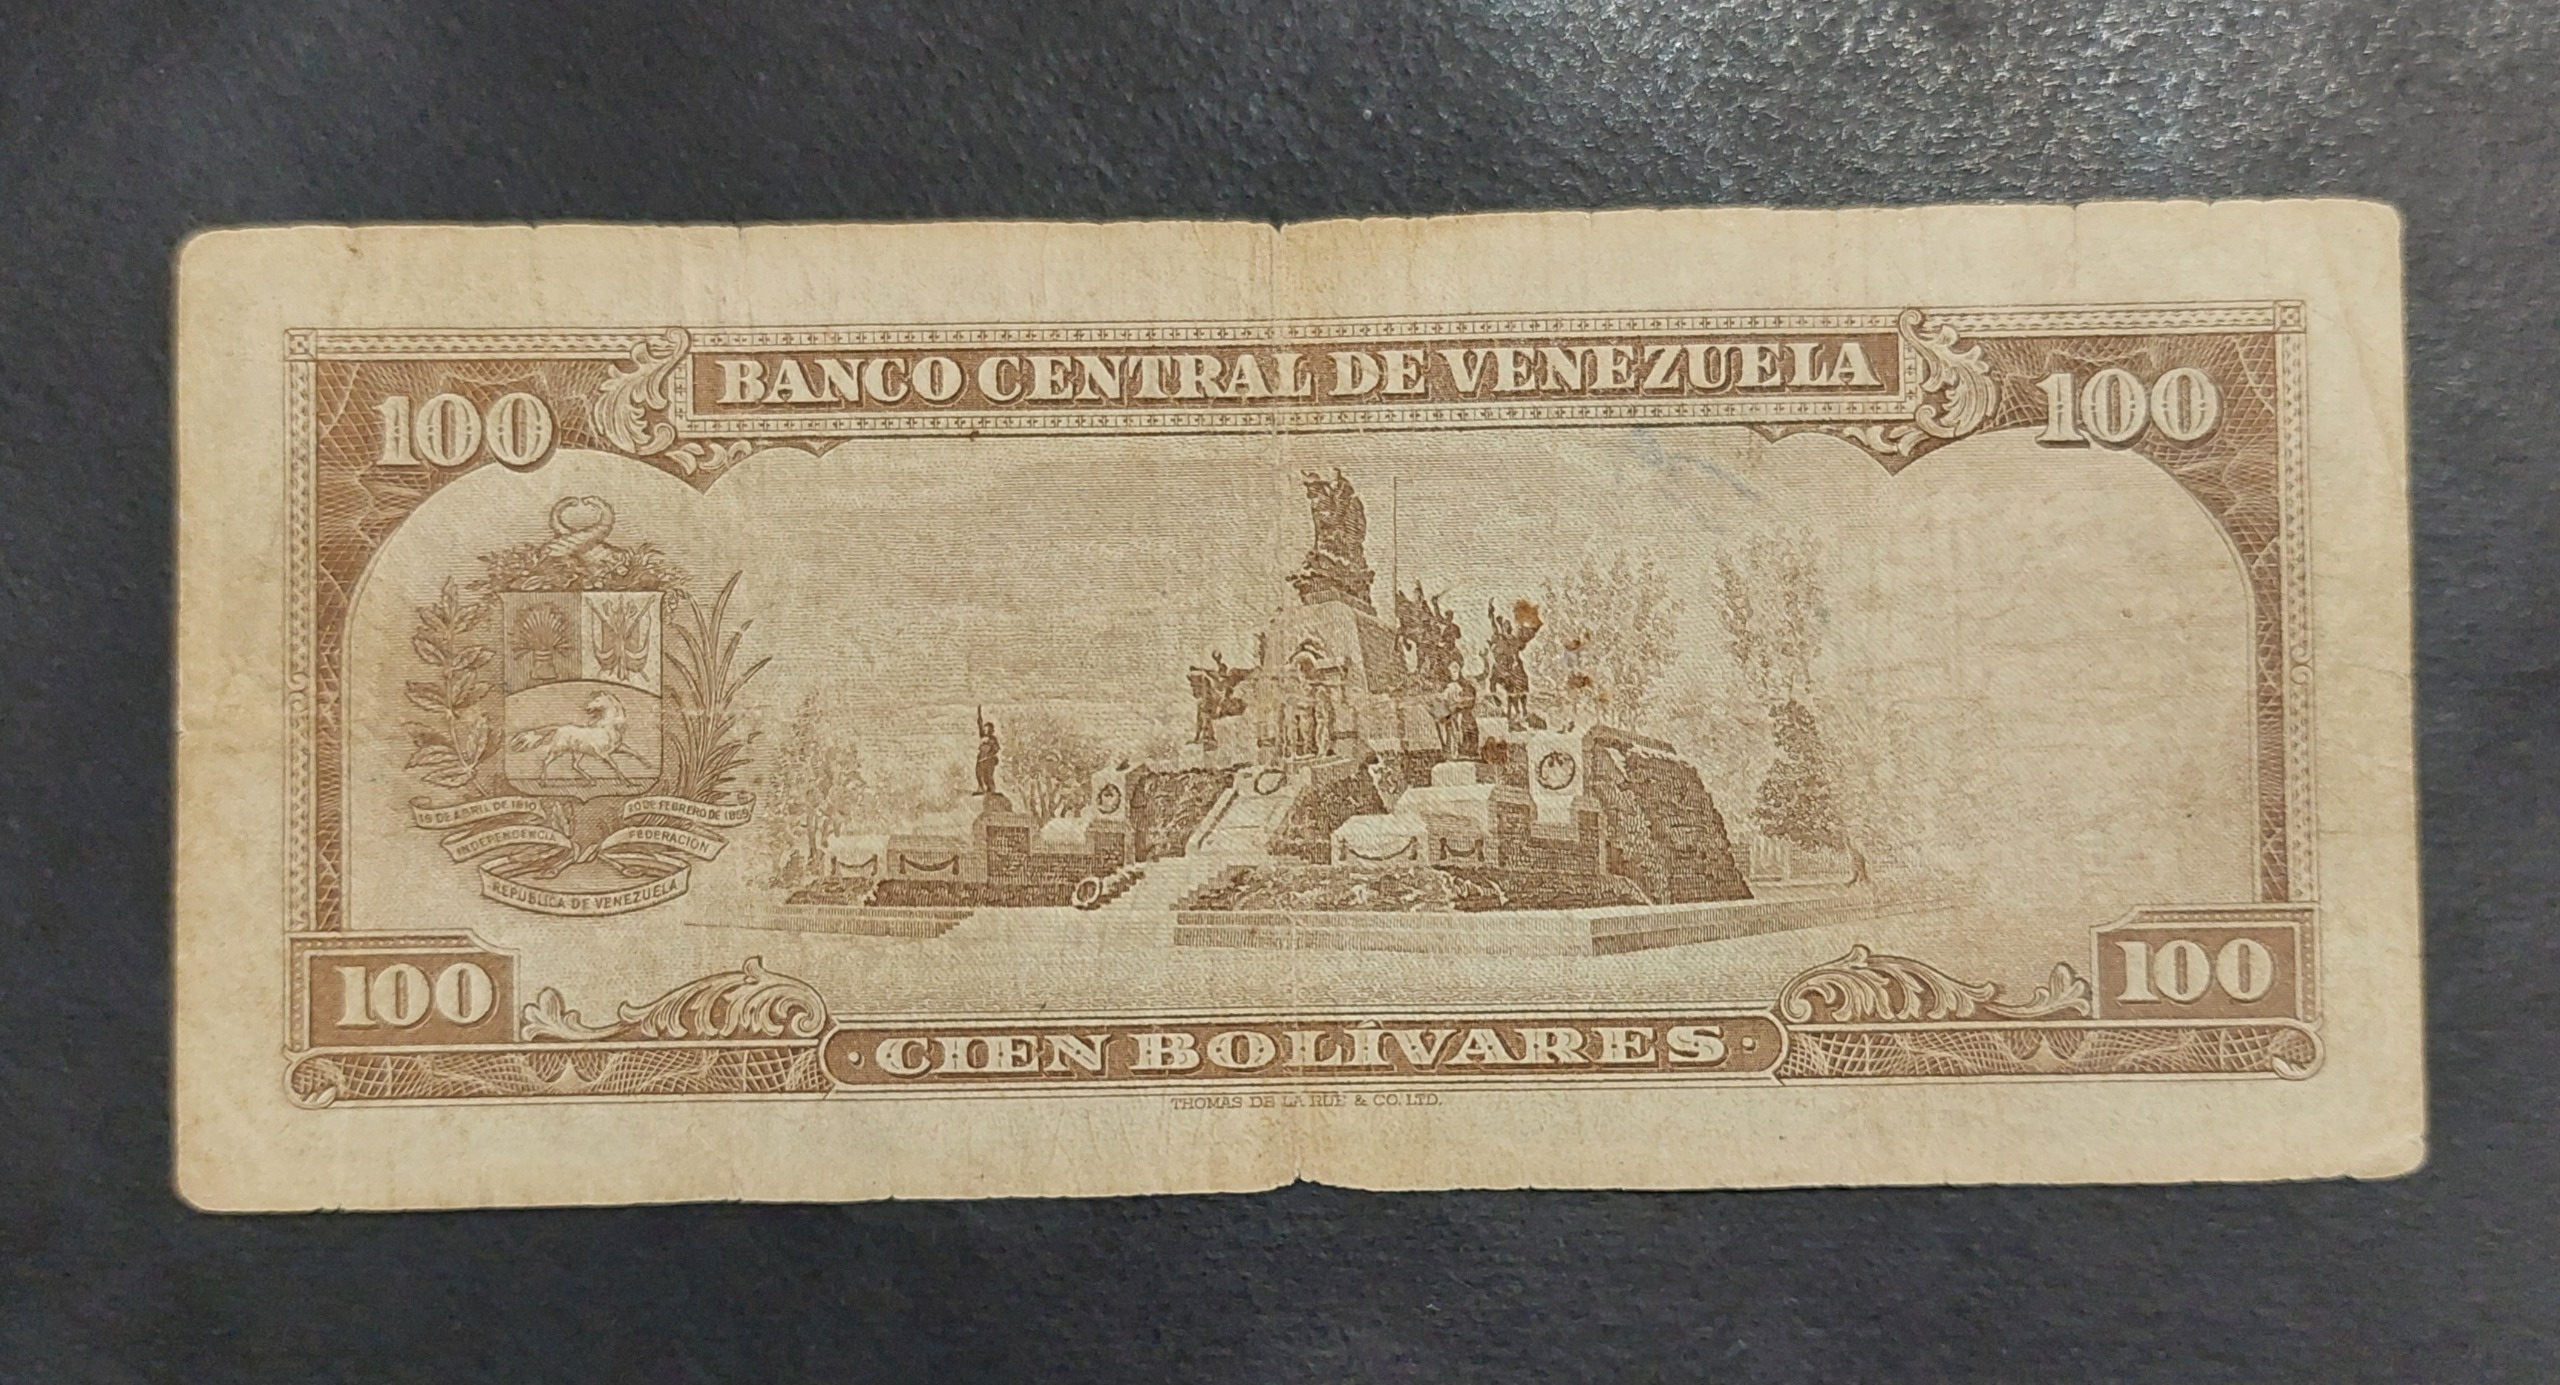 BANCO CENTRAL DE VENEZUELA
100
100
19 DE ABRIL DE 1810
20 DE FEBRERO DE 1859
INDEPENDENCIA
FEDERACION
REPUBLICA DE VENEZUELA
100
100
· CIEN BOLÍVARES ·
THOMAS DE LA RUE & CO. LTD.